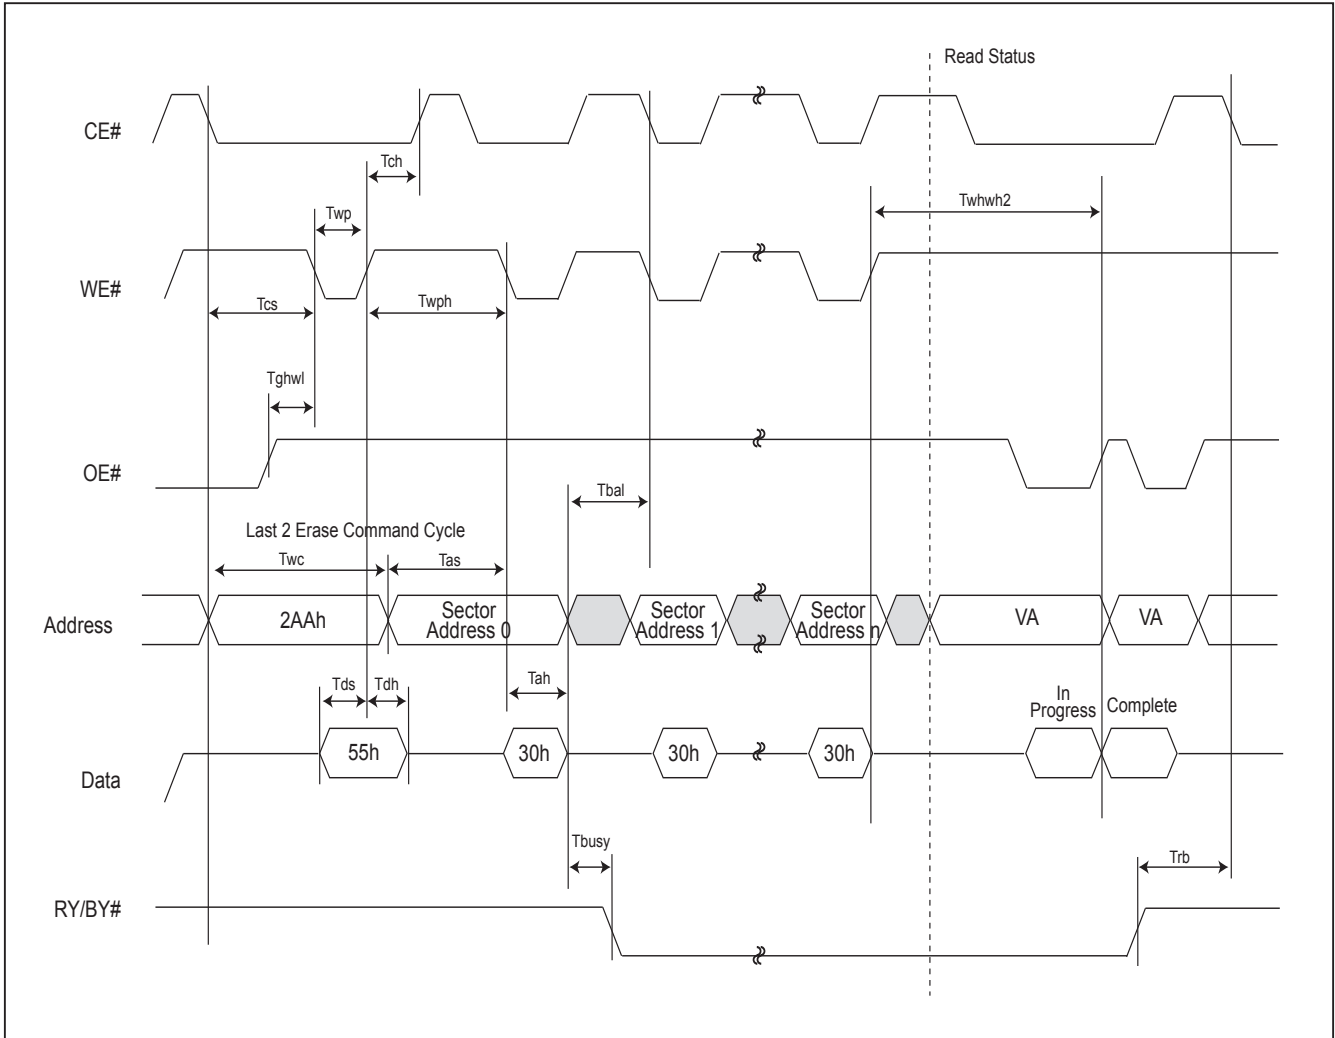 Read Status
CE#
Tch
Twhwh2
Twp
WE#
Tcs
Twph
Tghwl
OE#
Tbal
Last 2 Erase Command Cycle
Twc
Tas
Address
2AAh
Sector
Address 0
Sector
Address 1
Sector
Address n
VA
VA
Tds
Tdh
Tah
In
Progress
Complete
55h
30h
30h
30h
Data
Tbusy
Trb
RY/BY#